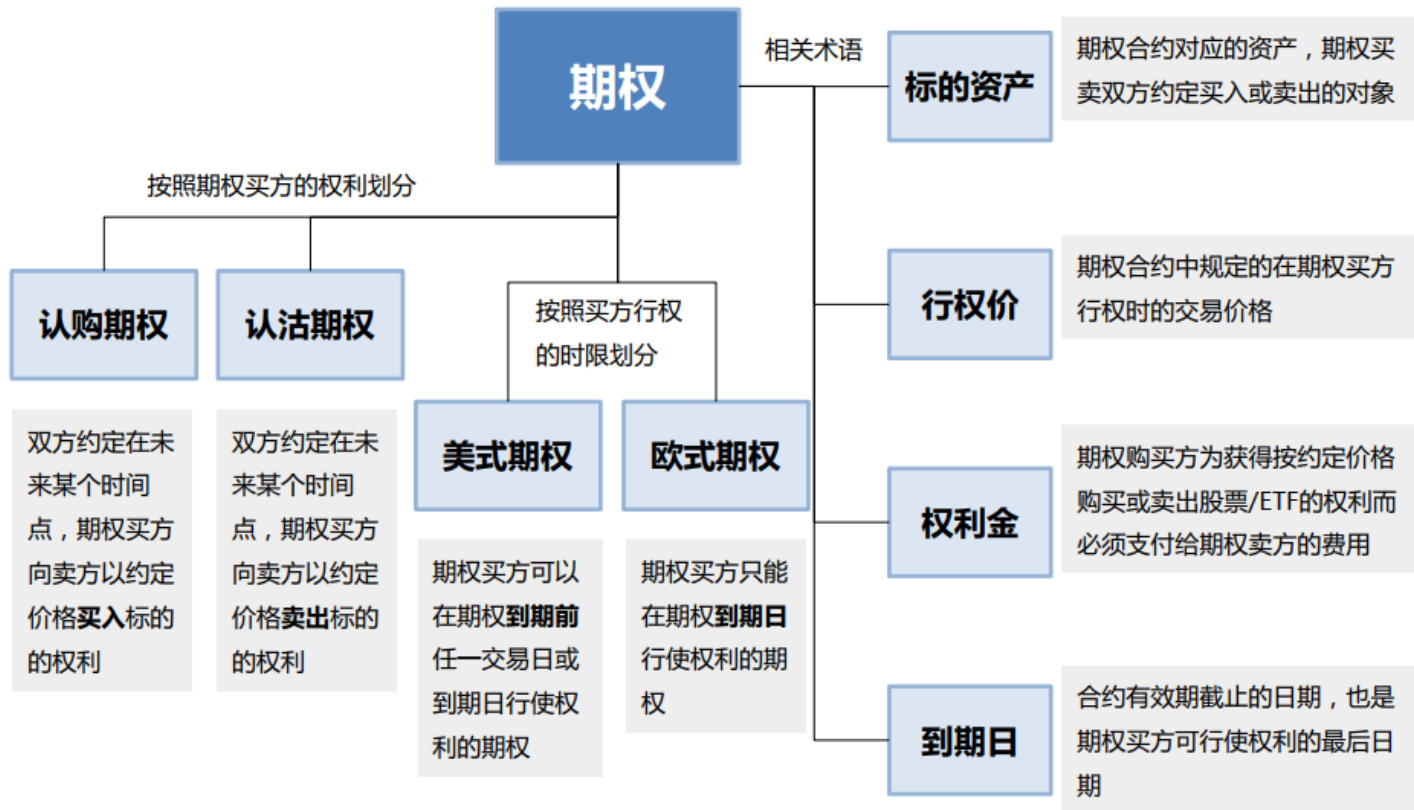 期权
相关术语
标的资产
期权合约对应的资产，期权买
卖双方约定买入或卖出的对象
按照期权买方的权利划分
认购期权
认沽期权
按照买方行权
的时限划分
行权价
期权合约中规定的在期权买方
行权时的交易价格
双方约定在未
来某个时间
点，期权买方
向卖方以约定
价格买入标的
的权利
双方约定在未
来某个时间
点，期权买方
向卖方以约定
价格卖出标的
的权利
美式期权
欧式期权
期权买方可以
在期权到期前
任一交易日或
到期日行使权
利的期权
期权买方只能
在期权到期日
行使权利的期
权
权利金
期权购买方为获得按约定价格
购买或卖出股票/ETF的权利而
必须支付给期权卖方的费用
到期日
合约有效期截止的日期，也是
期权买方可行使权利的最后日
期